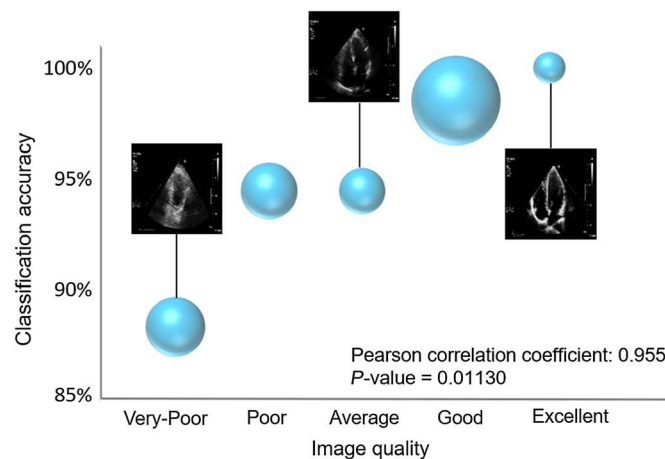 100%
95%
90%
85%
Classification accuracy
Pearson correlation coefficient: 0.955
P-value = 0.01130
Very-Poor Poor Average Good Excellent
Image quality